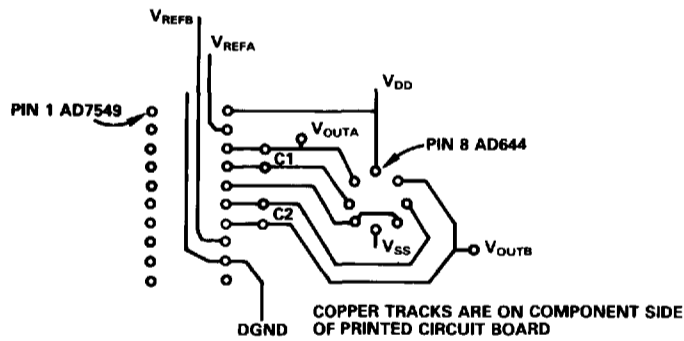 VREFB
VREFA
VDD
PIN 1 AD7549
VOUTA
PIN 8 AD644
C1
C2
VSS
VOUTB
DGND
COPPER TRACKS ARE ON COMPONENT SIDE
OF PRINTED CIRCUIT BOARD